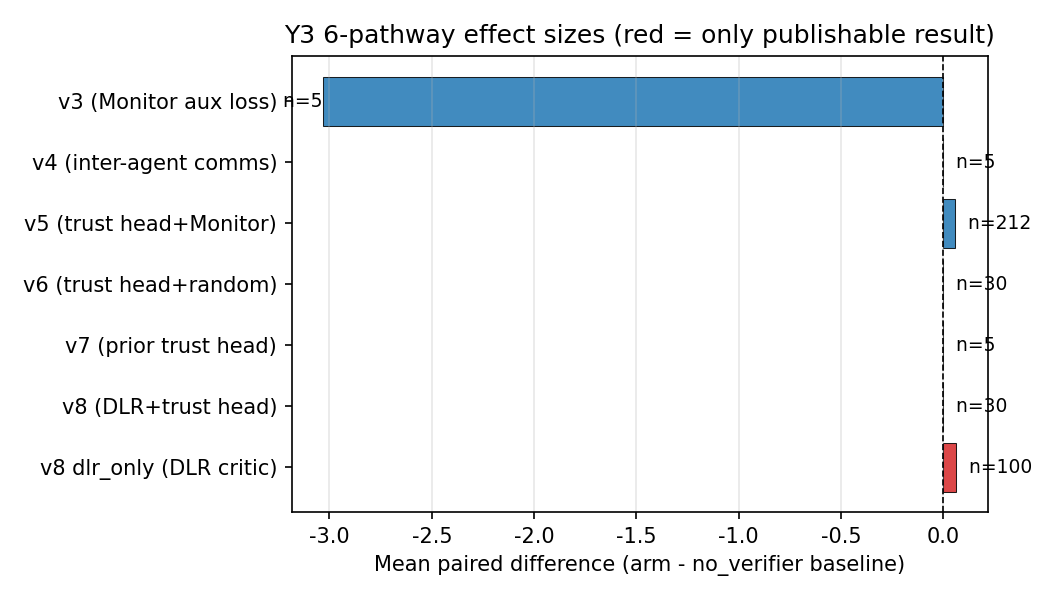 Y3 6-pathway effect sizes (red = only publishable result)
v3 (Monitor aux loss)
n=5
v4 (inter-agent comms)
n=5
v5 (trust head+Monitor)
n=212
v6 (trust head+random)
n=30
v7 (prior trust head)
n=5
v8 (DLR+trust head)
n=30
v8 dlr_only (DLR critic)
n=100
-3.0 -2.5 -2.0 -1.5 -1.0 -0.5 0.0
Mean paired difference (arm - no_verifier baseline)